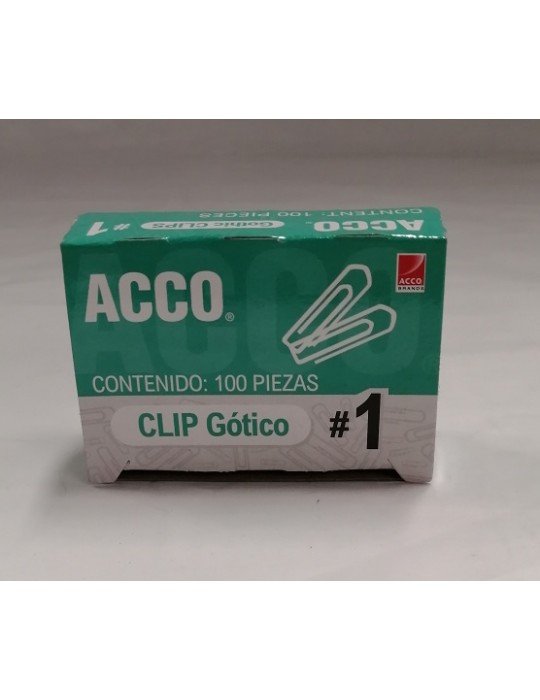 CONTENT: 100 PIECES
ACCO
Gothic CLIPS
#1
ACCO®
ACCO
BRANDS
CONTENIDO: 100 PIEZAS
CLIP Gótico
#1